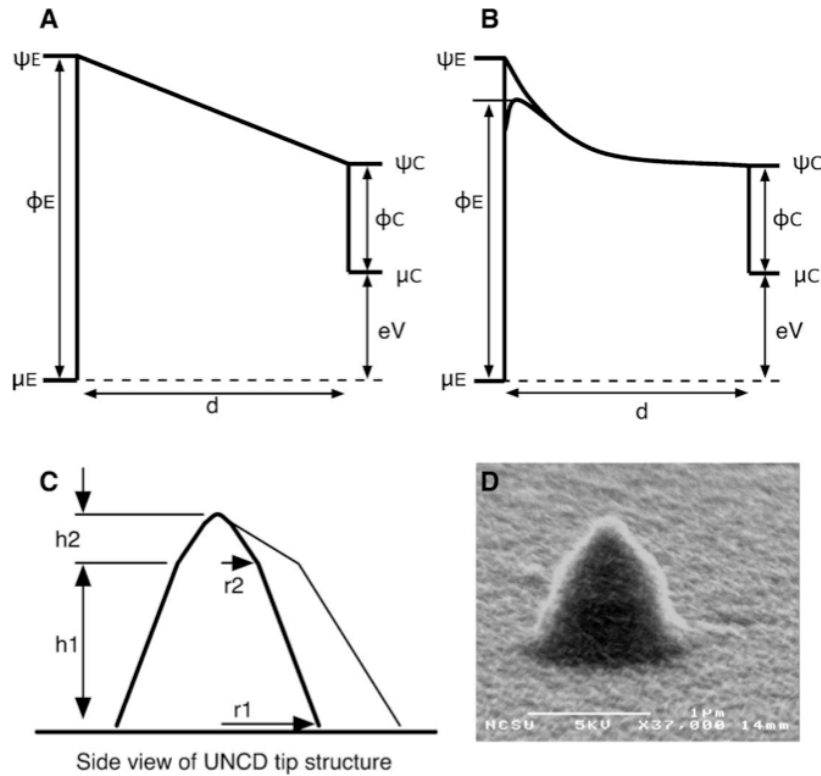 A
ψE
ϕE
μE
d
ψC
ϕC
μC
eV
B
ψE
ϕE
μE
d
ψC
ϕC
μC
eV
C
h2
h1
r2
r1
Side view of UNCD tip structure
D
1μm
NCSU 5KV X37,000 14mm